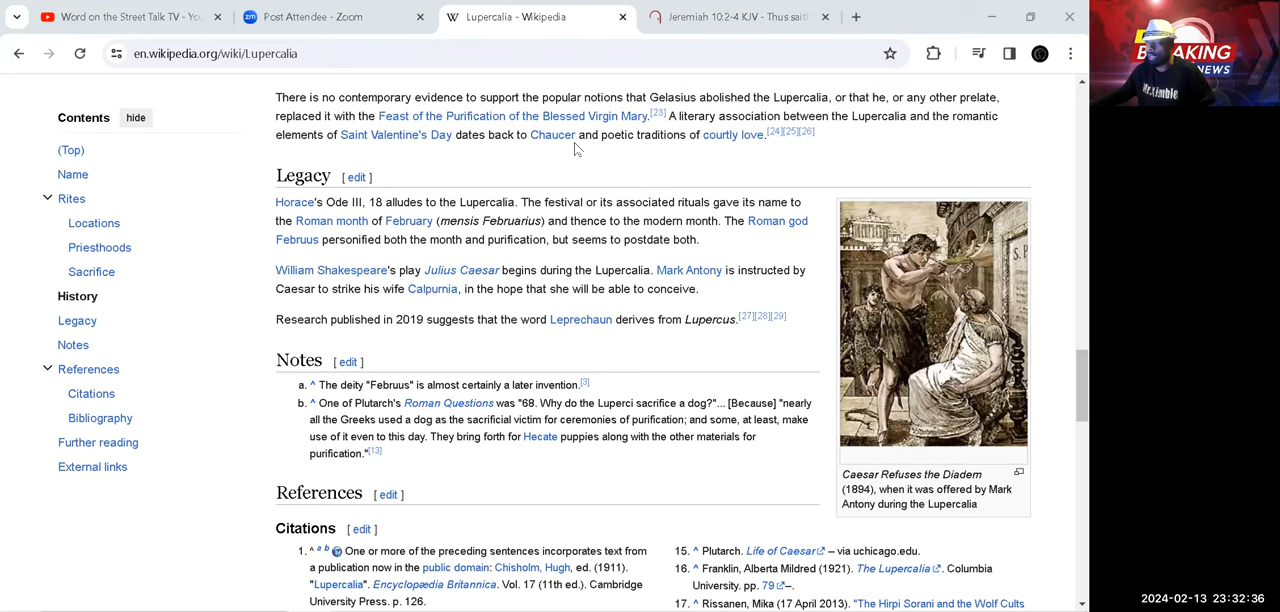 Word on the Street Talk TV - Yo
Post Attendee - Zoom
Lupercalia - Wikipedia
Jeremiah 10:2-4 KJV - Thus saith
en.wikipedia.org/wiki/Lupercalia
BREAKING
NEWS
Contents hide
(Top)
Name
Rites
Locations
Priesthoods
Sacrifice
History
Legacy
Notes
References
Citations
Bibliography
Further reading
External links
There is no contemporary evidence to support the popular notions that Gelasius abolished the Lupercalia, or that he, or any other prelate,
replaced it with the Feast of the Purification of the Blessed Virgin Mary.[23] A literary association between the Lupercalia and the romantic
elements of Saint Valentine's Day dates back to Chaucer and poetic traditions of courtly love.[24][25][26]
Legacy [ edit ]
Horace's Ode III, 18 alludes to the Lupercalia. The festival or its associated rituals gave its name to
the Roman month of February (mensis Februarius) and thence to the modern month. The Roman god
Februus personified both the month and purification, but seems to postdate both.
William Shakespeare's play Julius Caesar begins during the Lupercalia. Mark Antony is instructed by
Caesar to strike his wife Calpurnia, in the hope that she will be able to conceive.
Research published in 2019 suggests that the word Leprechaun derives from Lupercus.[27][28][29]
Caesar Refuses the Diadem
(1894), when it was offered by Mark
Antony during the Lupercalia
Notes [ edit ]
a. ^ The deity "Februus" is almost certainly a later invention.[3]
b. ^ One of Plutarch's Roman Questions was "68. Why do the Luperci sacrifice a dog?"... [Because] "nearly
all the Greeks used a dog as the sacrificial victim for ceremonies of purification; and some, at least, make
use of it even to this day. They bring forth for Hecate puppies along with the other materials for
purification."[13]
References [ edit ]
Citations [ edit ]
1. ^ a b One or more of the preceding sentences incorporates text from
a publication now in the public domain: Chisholm, Hugh, ed. (1911).
"Lupercalia". Encyclopædia Britannica. Vol. 17 (11th ed.). Cambridge
University Press. p. 126.
15. ^ Plutarch. Life of Caesar – via uchicago.edu.
16. ^ Franklin, Alberta Mildred (1921). The Lupercalia. Columbia
University. pp. 79–.
17. ^ Rissanen, Mika (17 April 2013). "The Hirpi Sorani and the Wolf Cults
2024-02-13 23:32:36